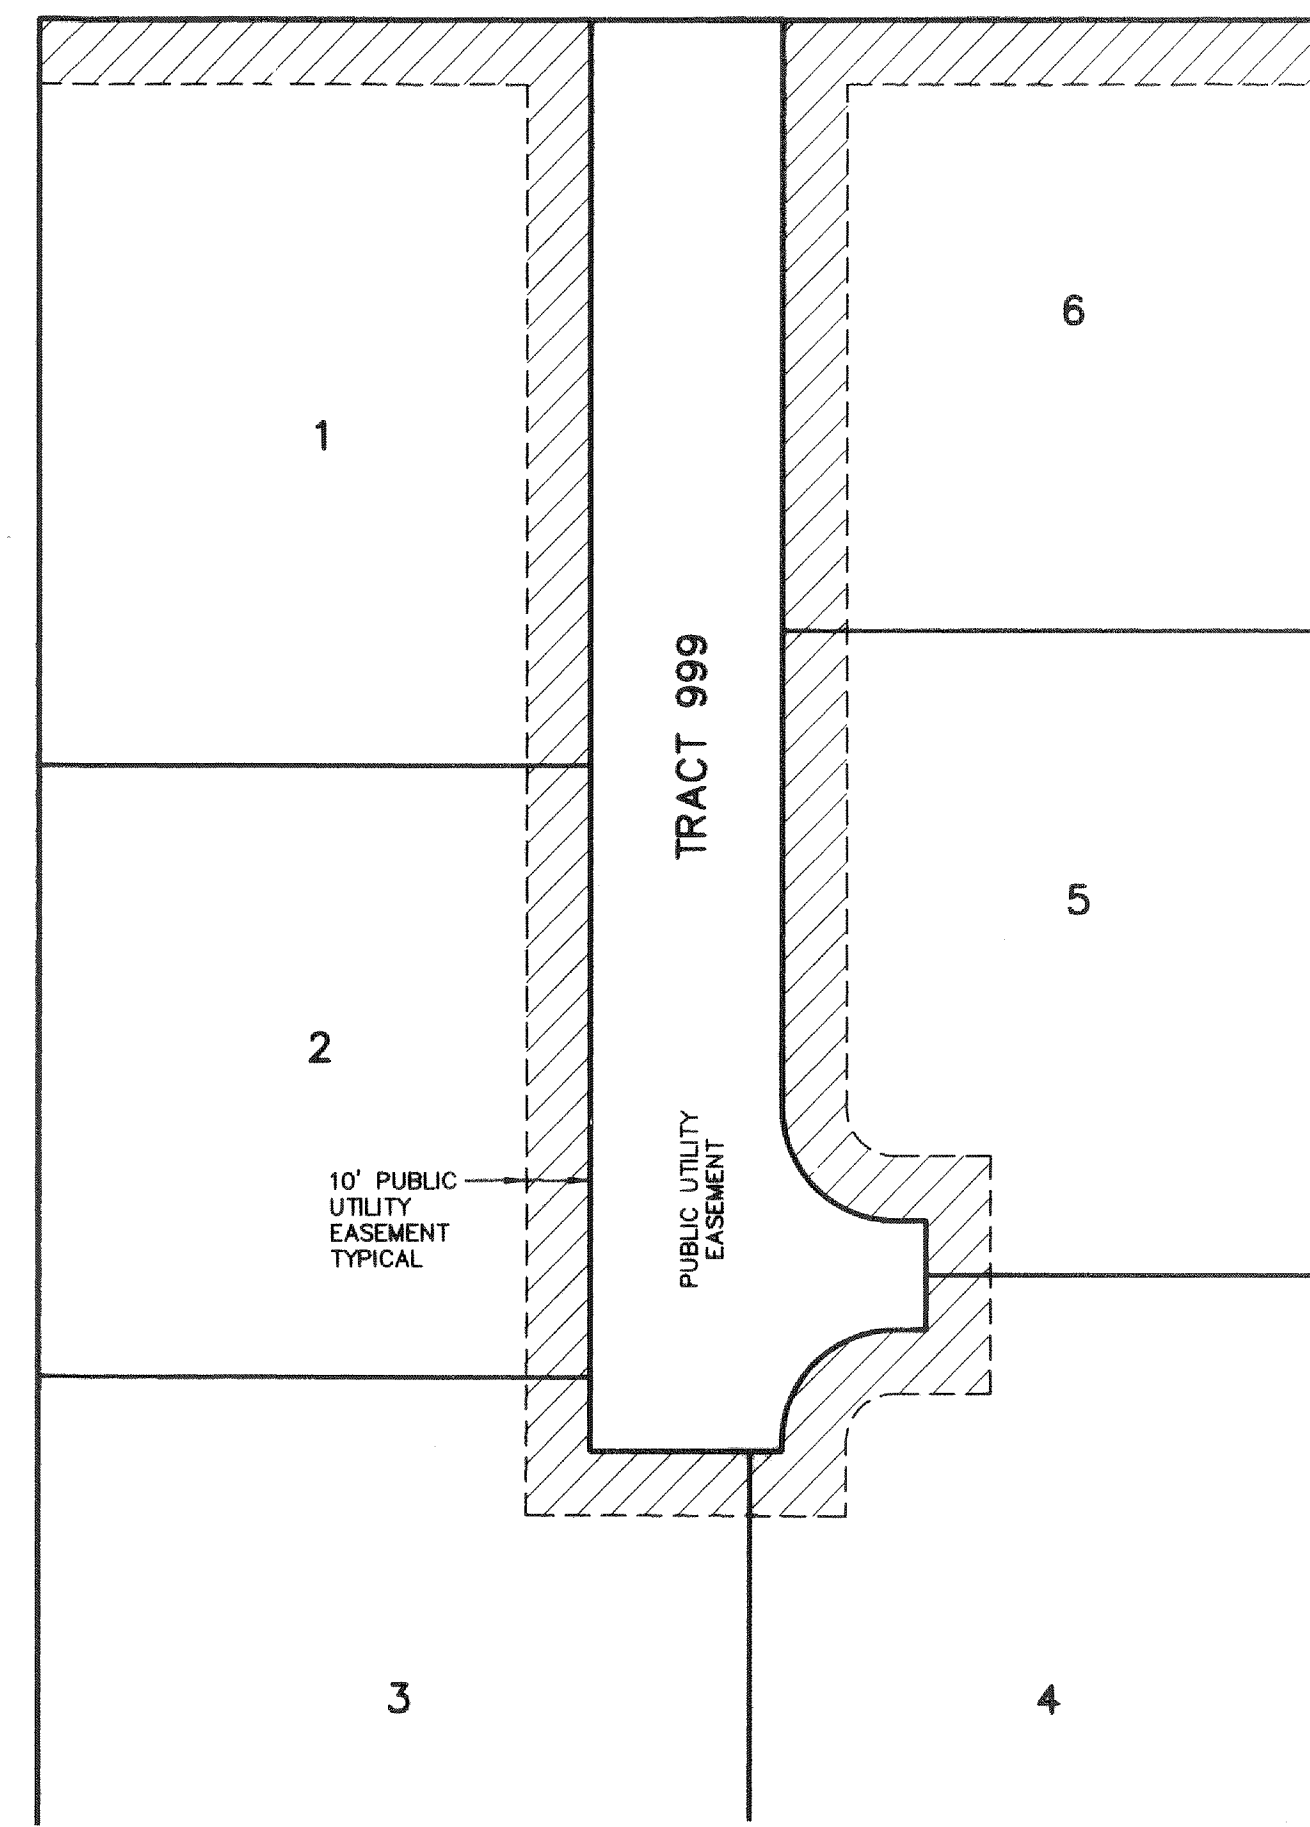 6
1
TRACT 999
5
2
PUBLIC UTILITY
EASEMENT
10' PUBLIC
UTILITY
EASEMENT
TYPICAL
3
4